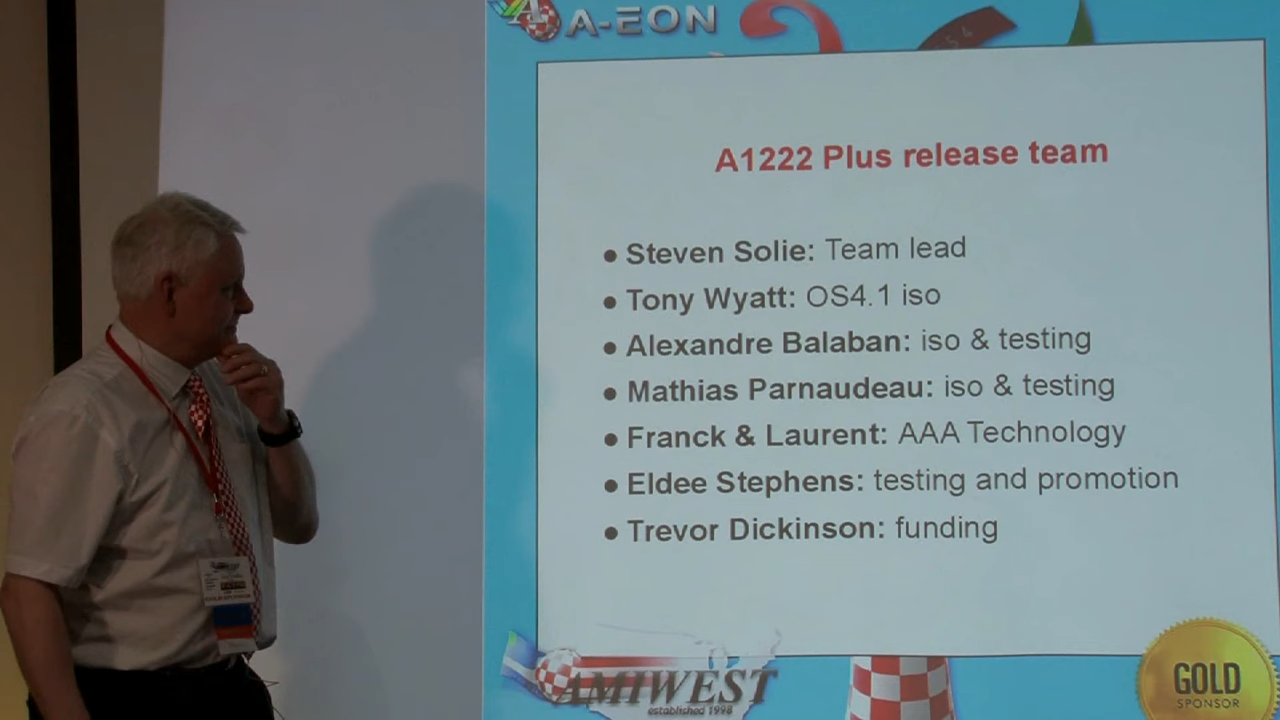 A-EON
54
A1222 Plus release team
● Steven Solie: Team lead
● Tony Wyatt: OS4.1 iso
● Alexandre Balaban: iso & testing
● Mathias Parnaudeau: iso & testing
● Franck & Laurent: AAA Technology
● Eldee Stephens: testing and promotion
● Trevor Dickinson: funding
AMIWEST
established 1998
GOLD
SPONSOR